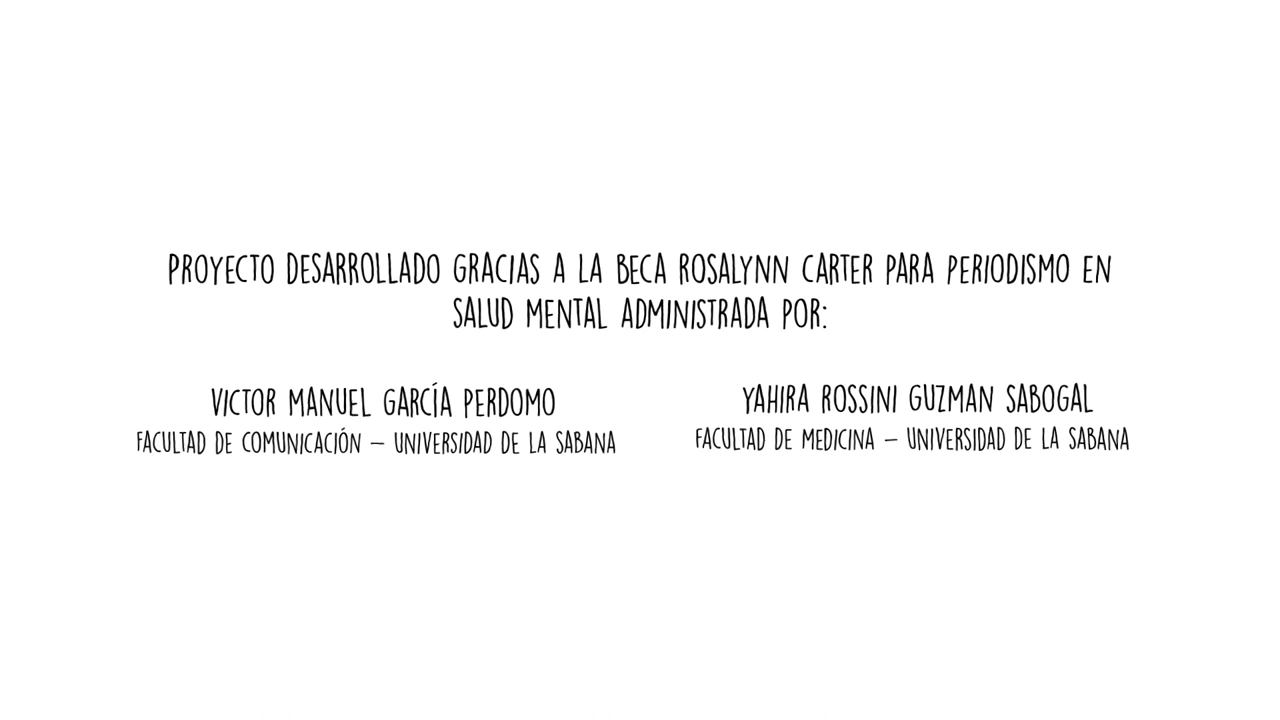 PROYECTO DESARROLLADO GRACIAS A LA BECA ROSALYNN CARTER PARA PERIODISMO EN
SALUD MENTAL ADMINISTRADA POR:
VICTOR MANUEL GARCÍA PERDOMO
FACULTAD DE COMUNICACIÓN – UNIVERSIDAD DE LA SABANA
YAHIRA ROSSINI GUZMAN SABOGAL
FACULTAD DE MEDICINA – UNIVERSIDAD DE LA SABANA